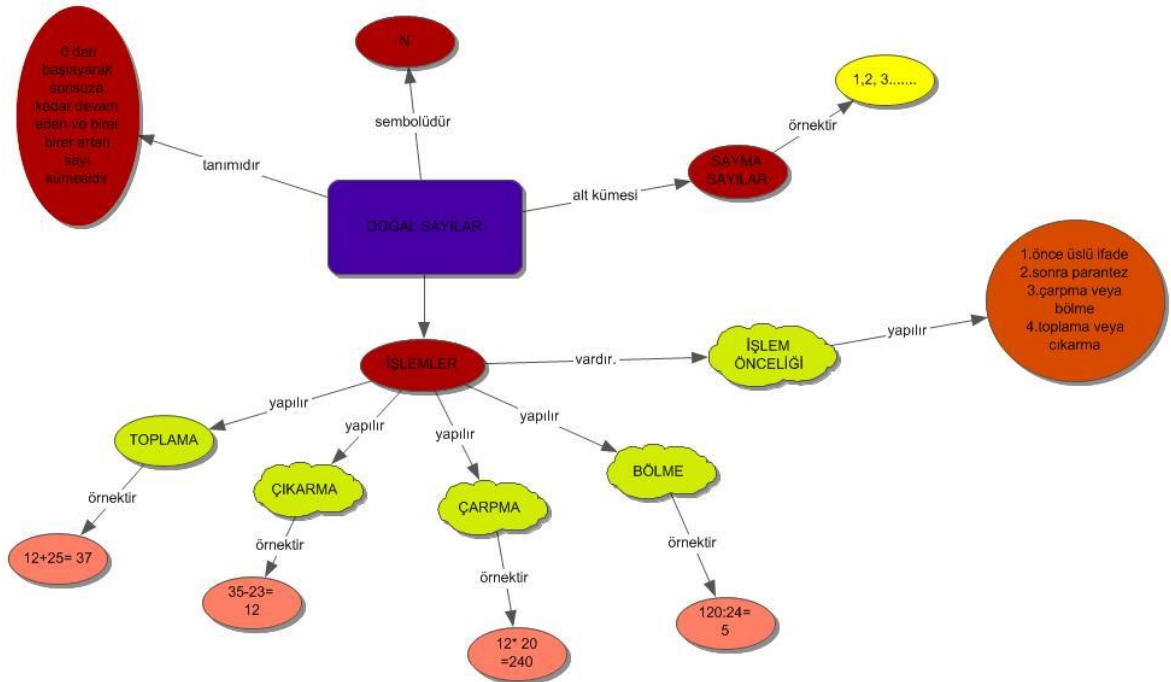 0 dan
başlayarak
sonsuza
kadar devam
eden ve birer
birer artan
sayı
kümesidir
N
1,2, 3.......
sembolüdür
örnektir
tanımıdır
SAYMA
SAYILAR
alt kümesi
DOĞAL SAYILAR
1.önce üslü ifade
2.sonra parantez
3.çarpma veya
bölme
4.toplama veya
cıkarma
yapılır
İŞLEM
ÖNCELİĞİ
vardır.
İŞLEMLER
yapılır
yapılır
yapılır
yapılır
TOPLAMA
ÇIKARMA
ÇARPMA
BÖLME
örnektir
örnektir
örnektir
örnektir
12+25= 37
35-23=
12
12* 20
=240
120:24=
5